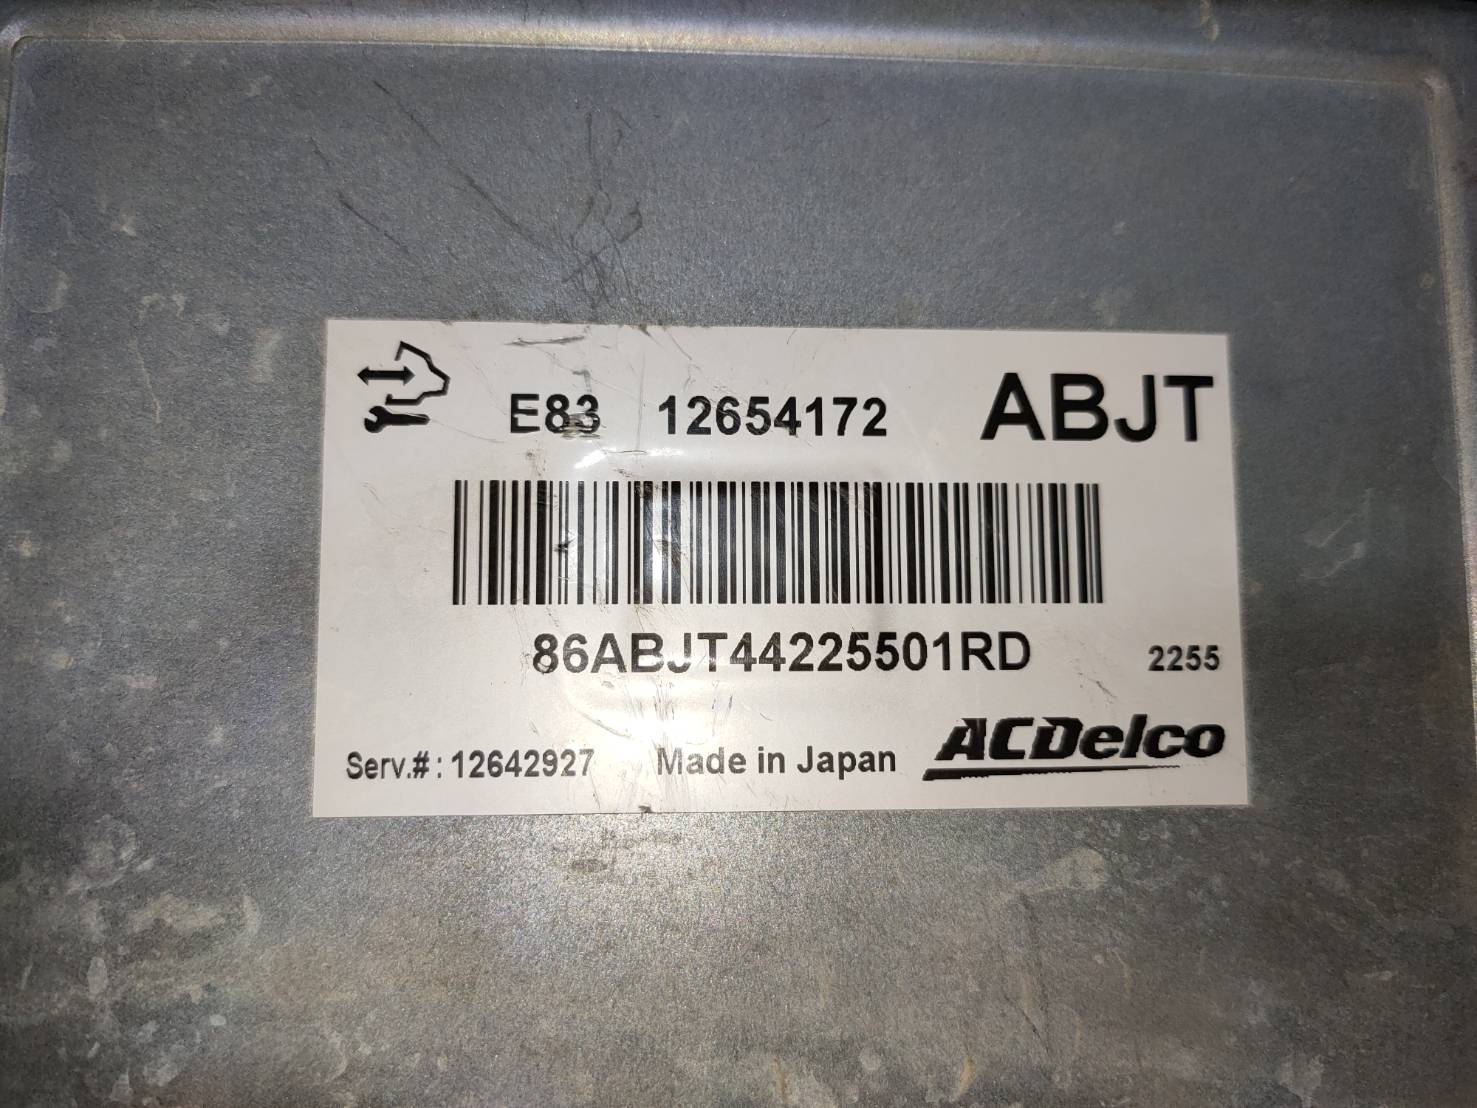 E83 12654172 ABJT
86ABJT44225501RD 2255
Serv.#: 12642927 Made in Japan ACDelco